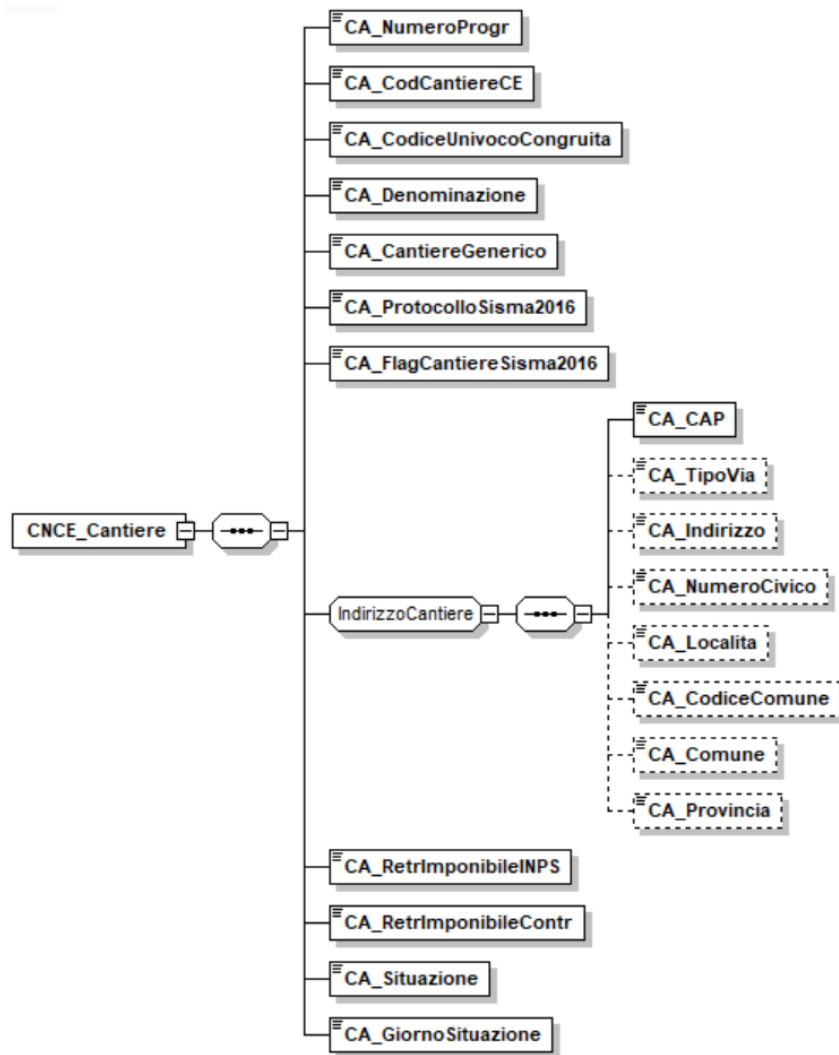 CA_NumeroProgr
CA_CodCantiereCE
CA_CodiceUnivocoCongruita
CA_Denominazione
CA_CantiereGenerico
CA_ProtocolloSisma2016
CA_FlagCantiereSisma2016
CNCE_Cantiere
IndirizzoCantiere
CA_CAP
CA_TipoVia
CA_Indirizzo
CA_NumeroCivico
CA_Localita
CA_CodiceComune
CA_Comune
CA_Provincia
CA_RetrImponibileINPS
CA_RetrImponibileContr
CA_Situazione
CA_GiornoSituazione